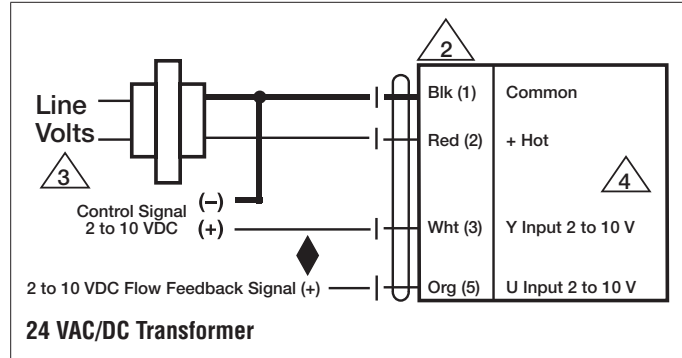 2
Blk (1) Common
Line
Volts
Red (2) + Hot
3
4
Control Signal (–)
2 to 10 VDC (+)
Wht (3) Y Input 2 to 10 V
2 to 10 VDC Flow Feedback Signal (+)
Org (5) U Input 2 to 10 V
24 VAC/DC Transformer